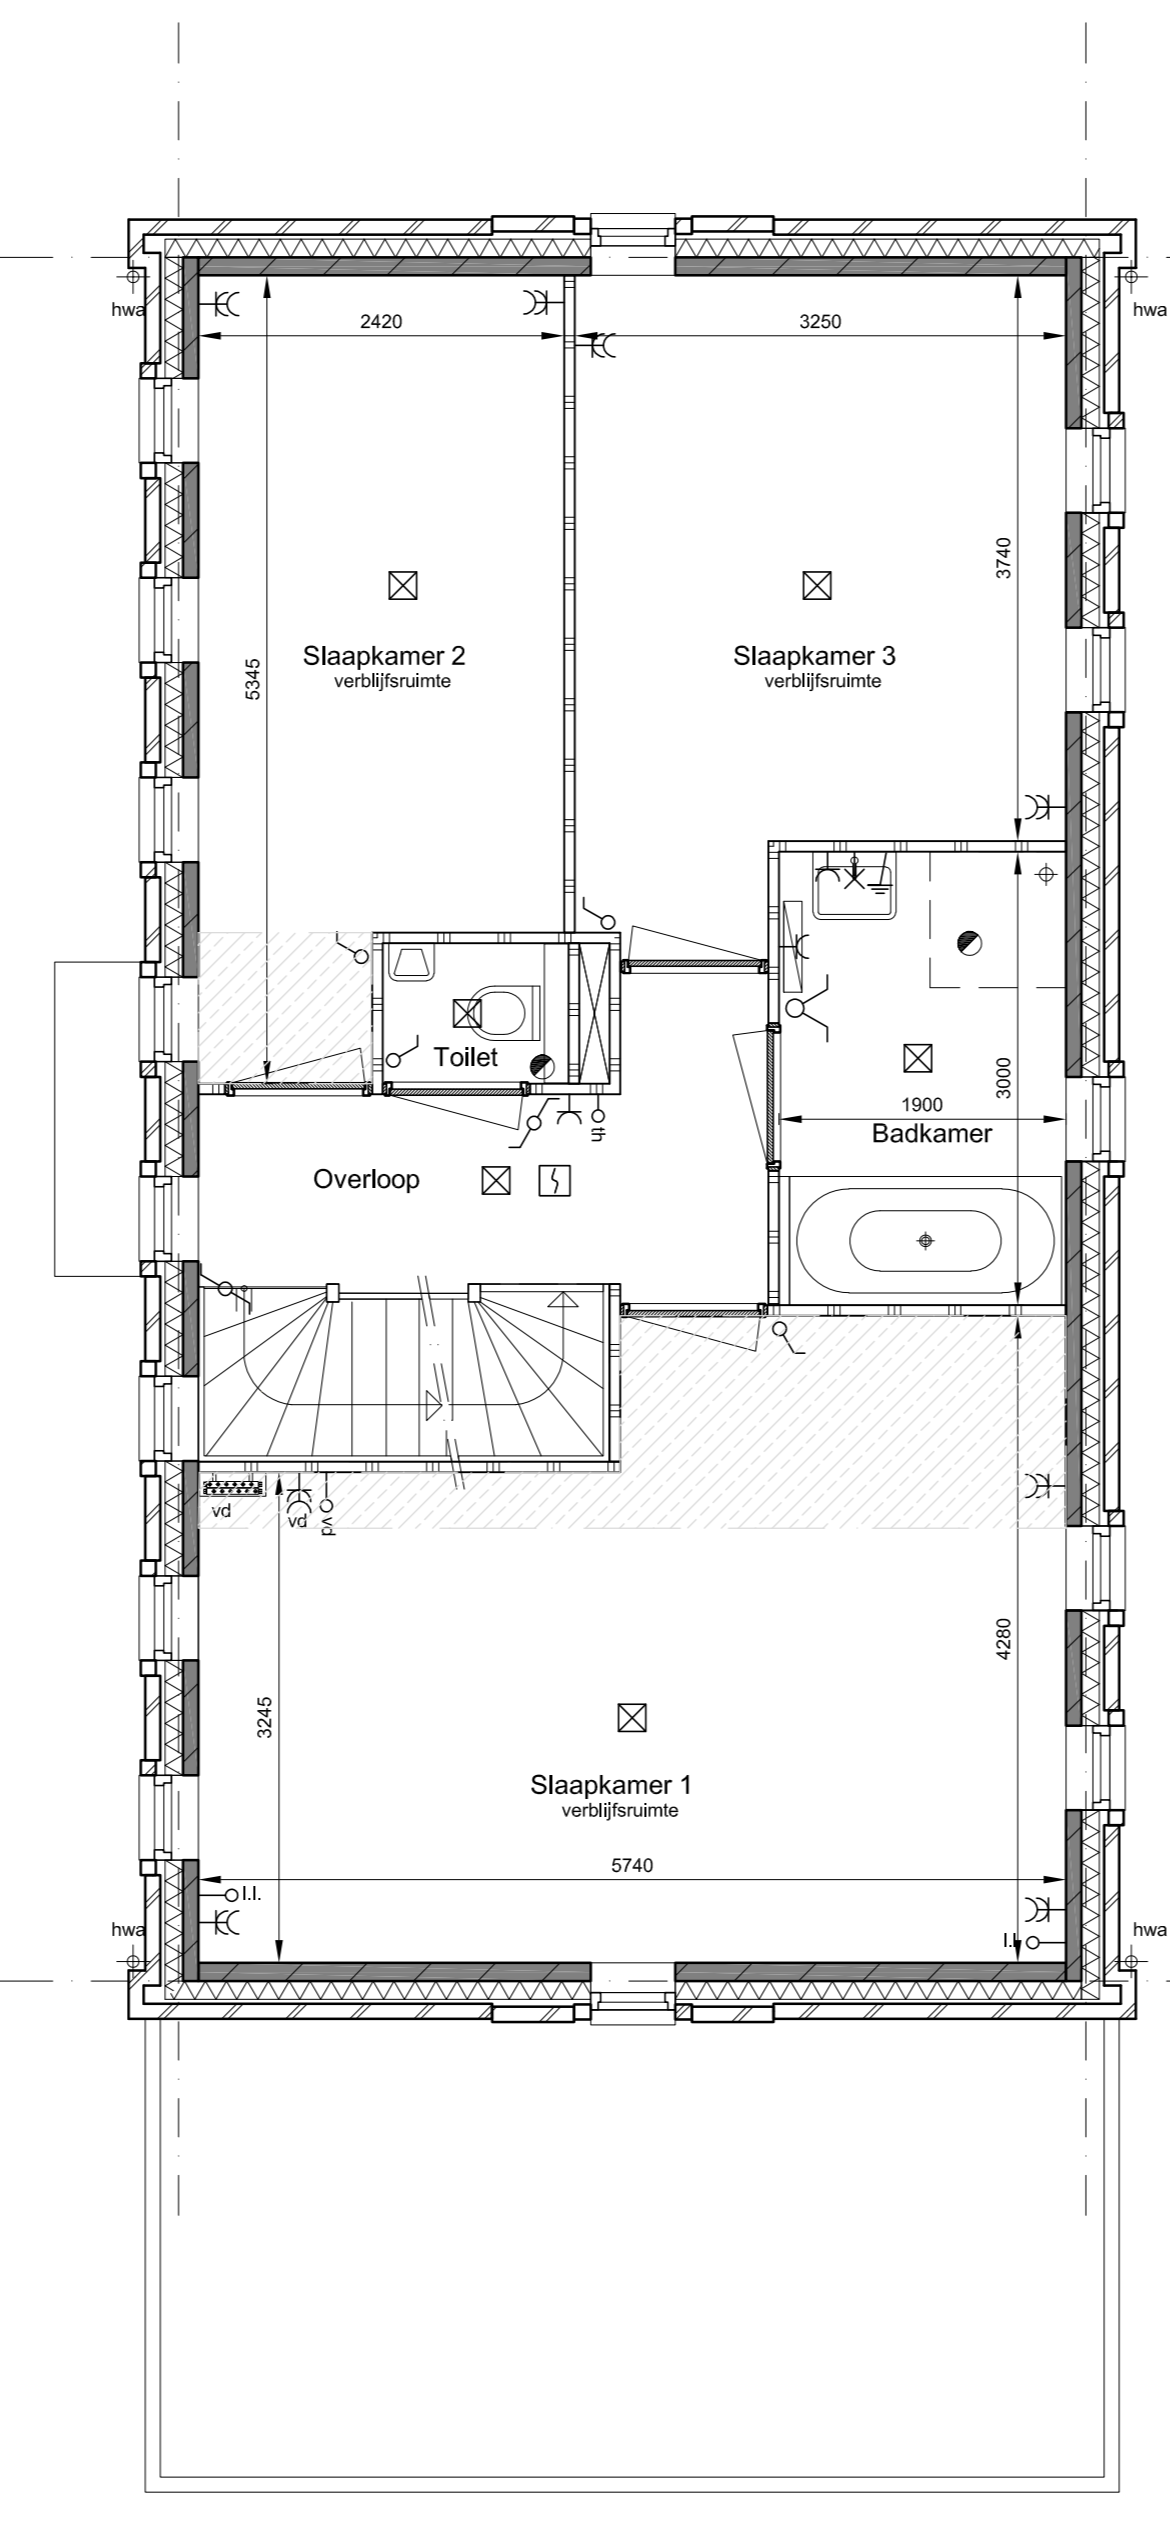 hwa
hwa
2420
3250
3740
5345
Slaapkamer 2
verblijfsruimte
Slaapkamer 3
verblijfsruimte
Toilet
3000
1900
Badkamer
th
Overloop
vd
vd
vd
4280
3245
Slaapkamer 1
verblijfsruimte
5740
l.l.
l.l.
hwa
hwa